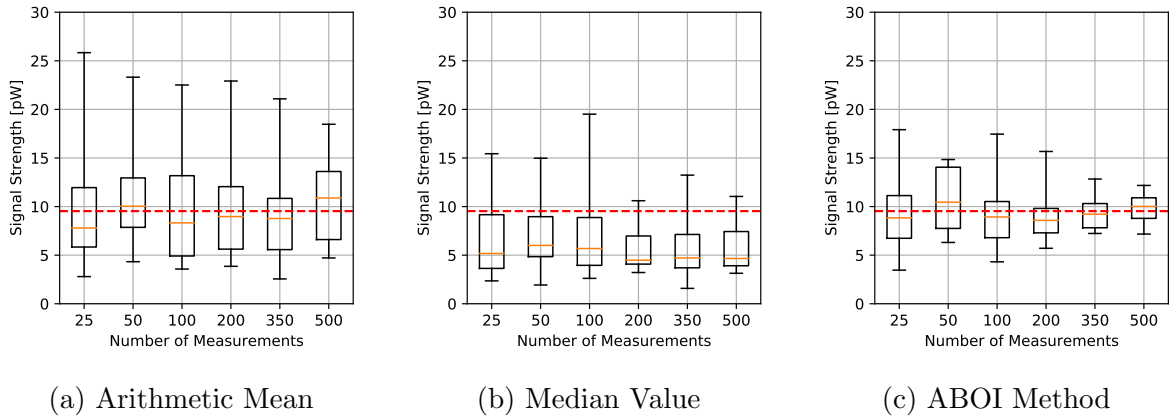 30
25
20
15
10
5
0
Signal Strength [pW]
25 50 100 200 350 500
Number of Measurements
(a) Arithmetic Mean
30
25
20
15
10
5
0
Signal Strength [pW]
25 50 100 200 350 500
Number of Measurements
(b) Median Value
30
25
20
15
10
5
0
Signal Strength [pW]
25 50 100 200 350 500
Number of Measurements
(c) ABOI Method